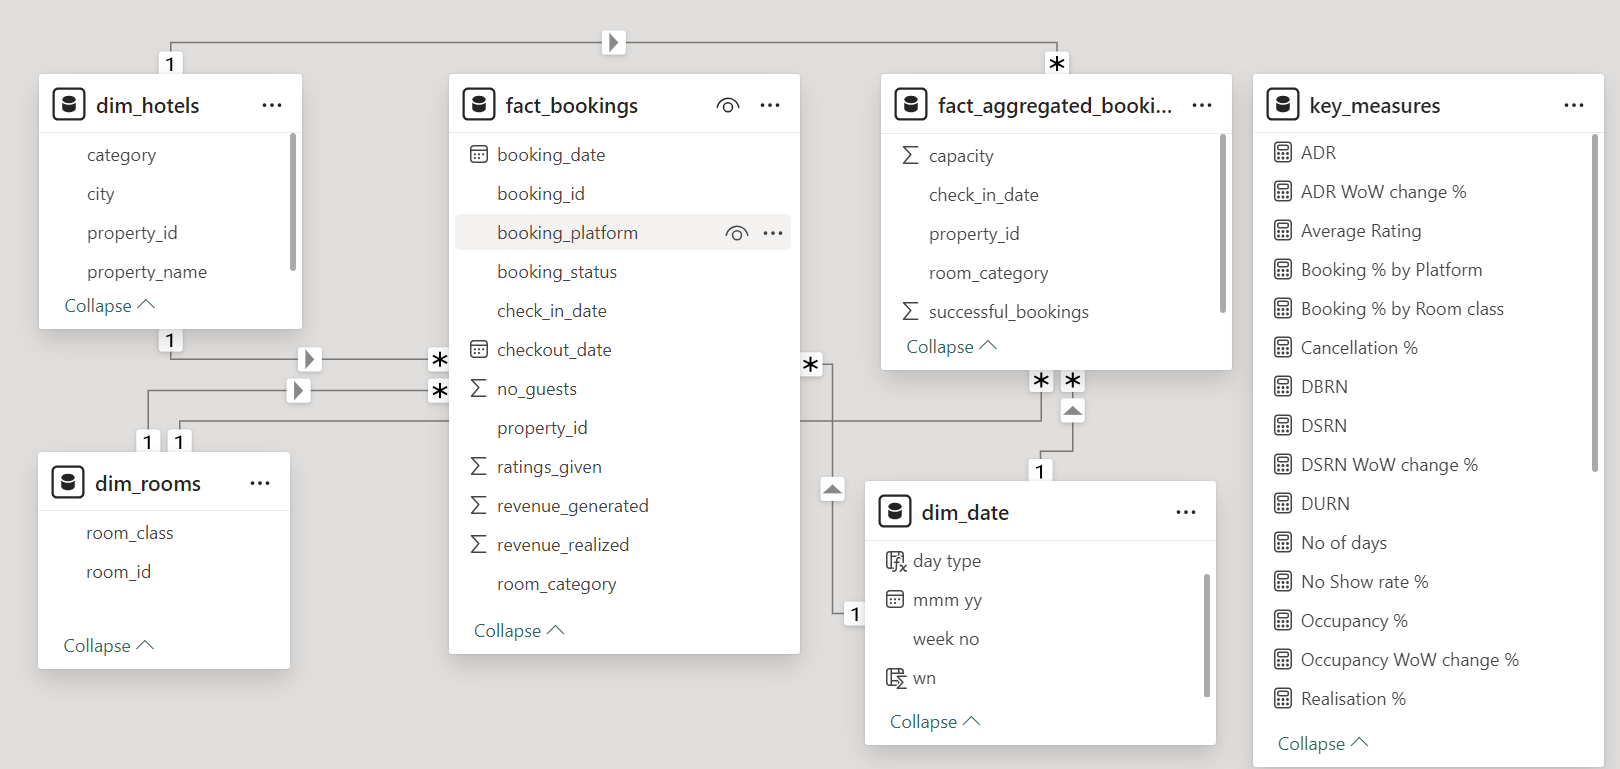 1
*
dim_hotels
category
city
property_id
property_name
Collapse
1
*
*
1
1
dim_rooms
room_class
room_id
Collapse
fact_bookings
booking_date
booking_id
booking_platform
booking_status
check_in_date
checkout_date
no_guests
property_id
ratings_given
revenue_generated
revenue_realized
room_category
Collapse
*
1
fact_aggregated_booki...
capacity
check_in_date
property_id
room_category
successful_bookings
Collapse
*
*
1
dim_date
day type
mmm yy
week no
wn
Collapse
key_measures
ADR
ADR WoW change %
Average Rating
Booking % by Platform
Booking % by Room class
Cancellation %
DBRN
DSRN
DSRN WoW change %
DURN
No of days
No Show rate %
Occupancy %
Occupancy WoW change %
Realisation %
Collapse